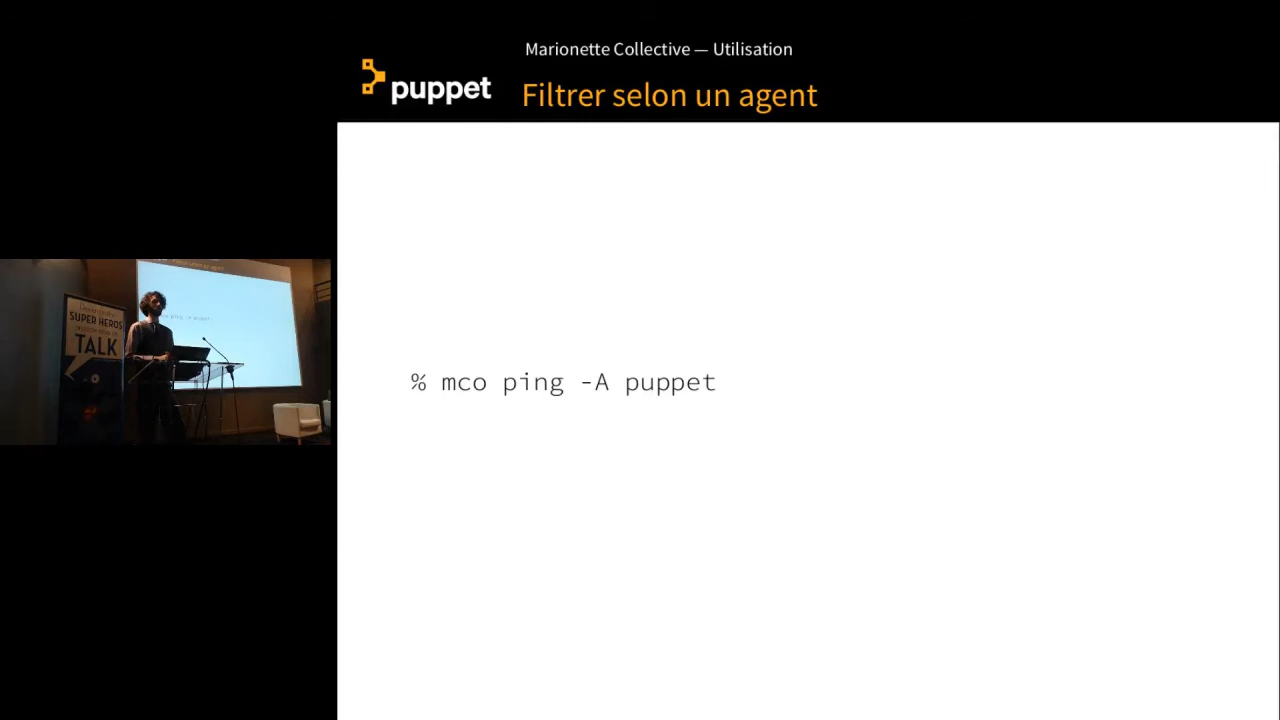 Marionette Collective — Utilisation
puppet
Filtrer selon un agent
% mco ping -A puppet
SUPER HEROS
TALK